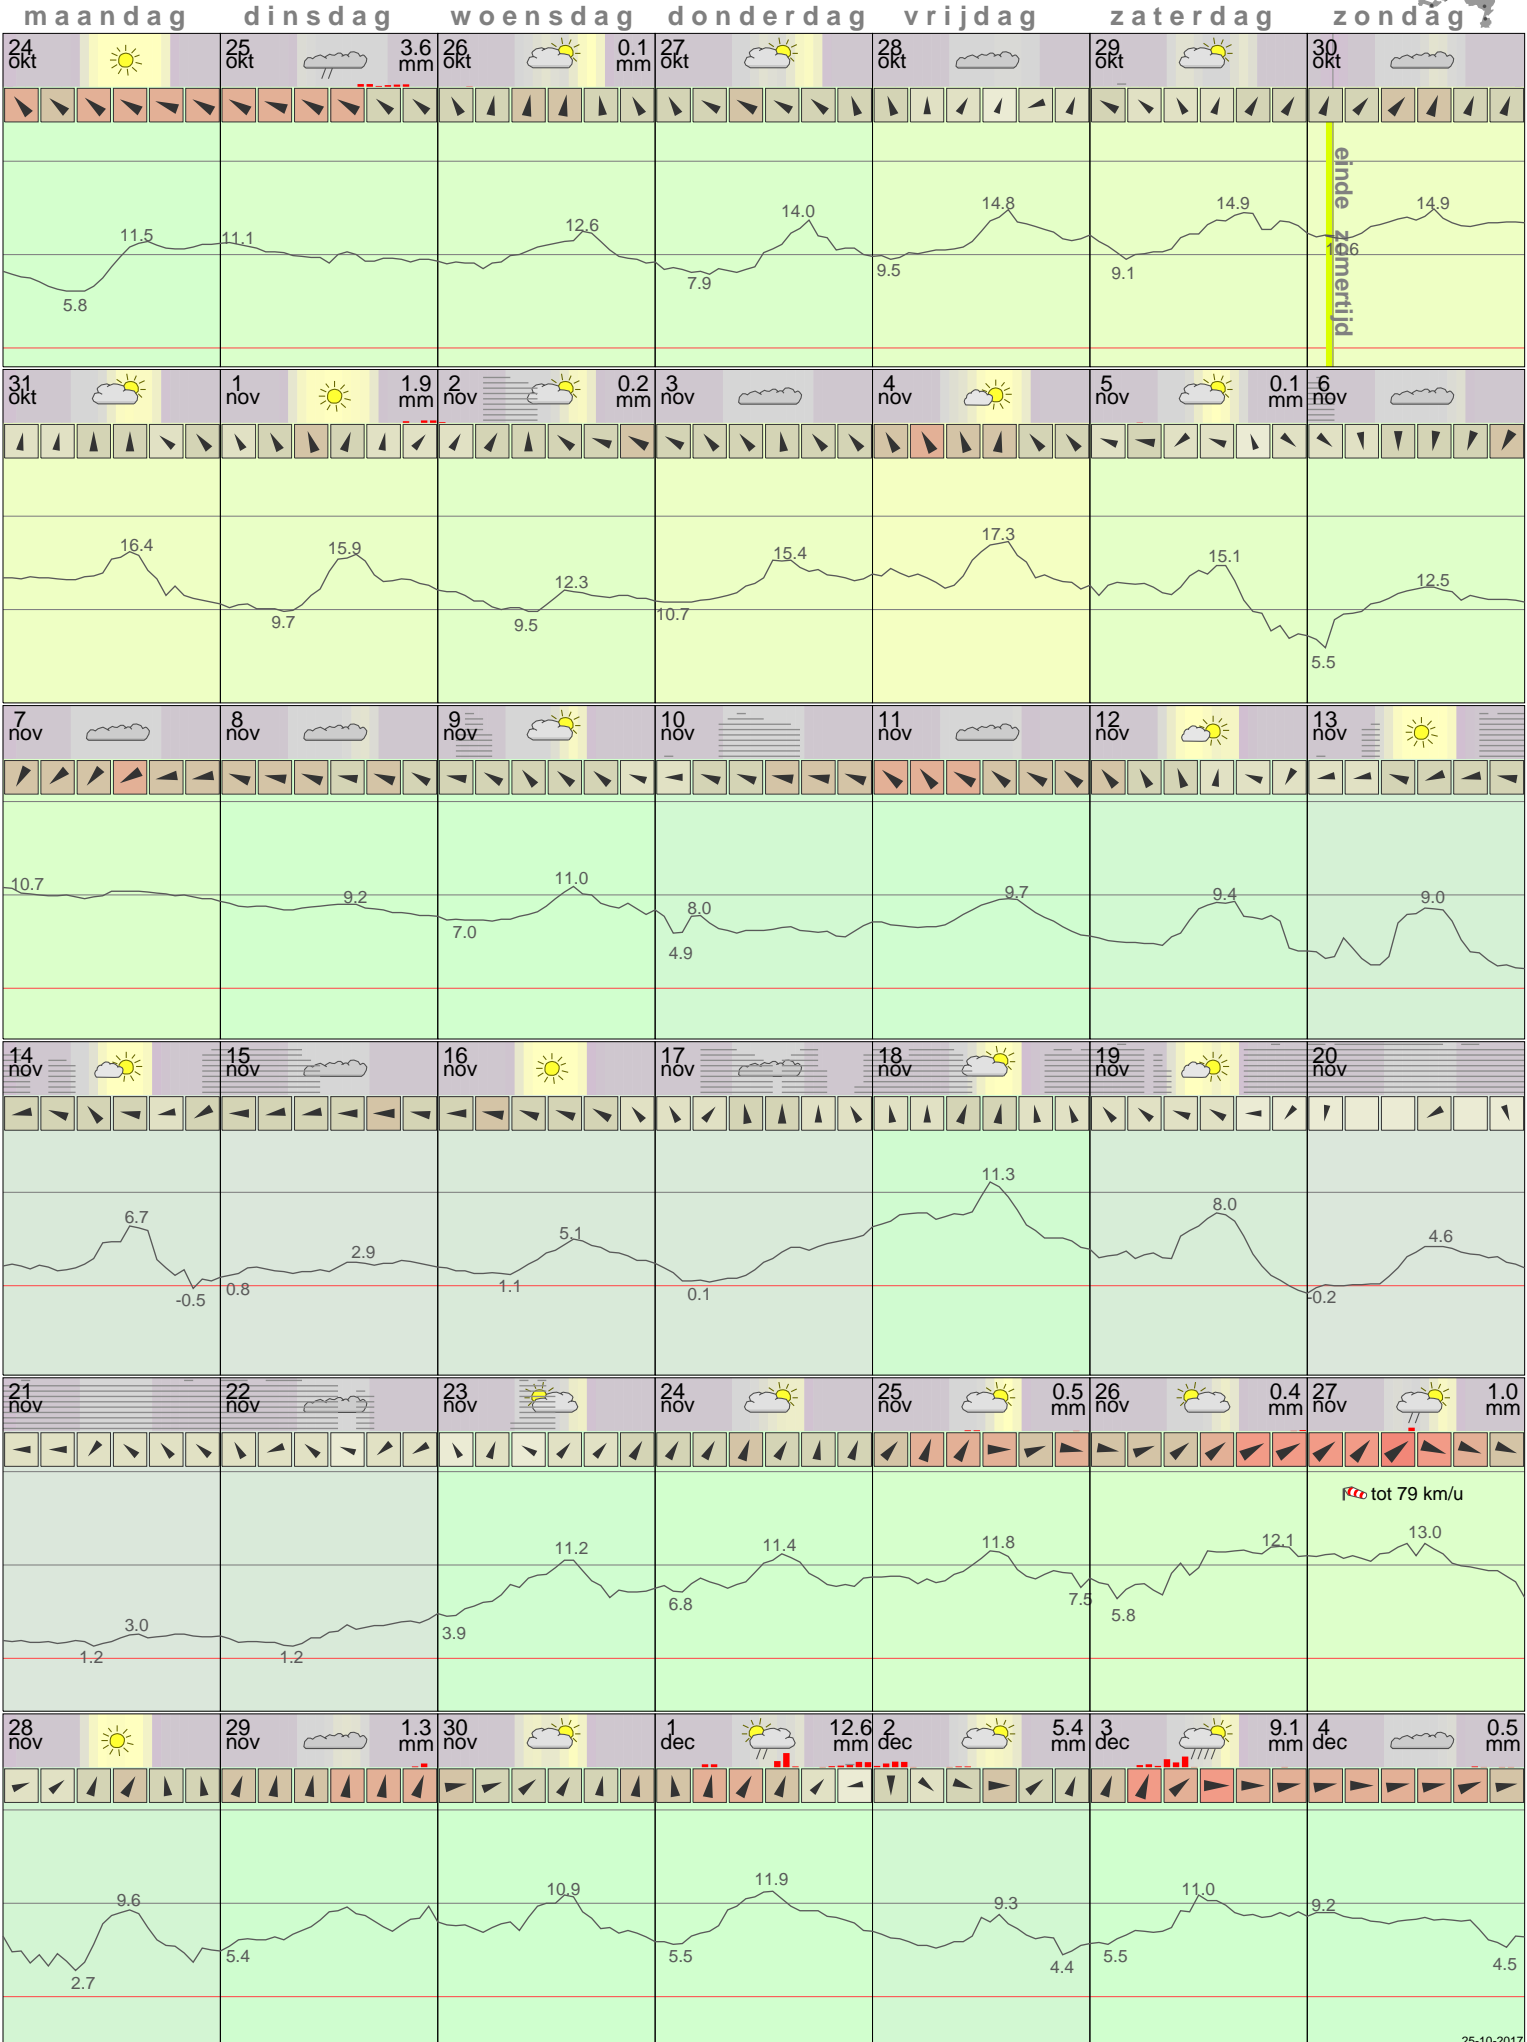 maandag dinsdag woensdag donderdag vrijdag zaterdag zondag
24 okt
25 okt 3.6 mm
26 okt 0.1 mm
27 okt
28 okt
29 okt
30 okt
einde zomertijd
11.5 5.8
11.1
12.6
14.0 7.9
14.8 9.5
14.9 9.1
14.9
31 okt
1 nov 1.9 mm
2 nov 0.2 mm
3 nov
4 nov
5 nov 0.1 mm
6 nov
16.4
15.9 9.7
12.3 9.5
15.4 10.7
17.3
15.1
12.5 5.5
7 nov
8 nov
9 nov
10 nov
11 nov
12 nov
13 nov
10.7
9.2
11.0 7.0
8.0 4.9
9.7
9.4
9.0
14 nov
15 nov
16 nov
17 nov
18 nov
19 nov
20 nov
6.7 -0.5
2.9 0.8
5.1 1.1
0.1
11.3
8.0
4.6 -0.2
21 nov
22 nov
23 nov
24 nov
25 nov 0.5 mm
26 nov 0.4 mm
27 nov 1.0 mm
tot 79 km/u
3.0 1.2
1.2
11.2 3.9
11.4 6.8
11.8 7.5
12.1 5.8
13.0
28 nov
29 nov 1.3 mm
30 nov
1 dec 12.6
2 dec 5.4 mm
3 dec 9.1 mm
4 dec 0.5 mm
9.6 2.7
5.4
10.9
11.9 5.5
9.3 4.4
11.0 5.5
9.2 4.5
25-10-2017